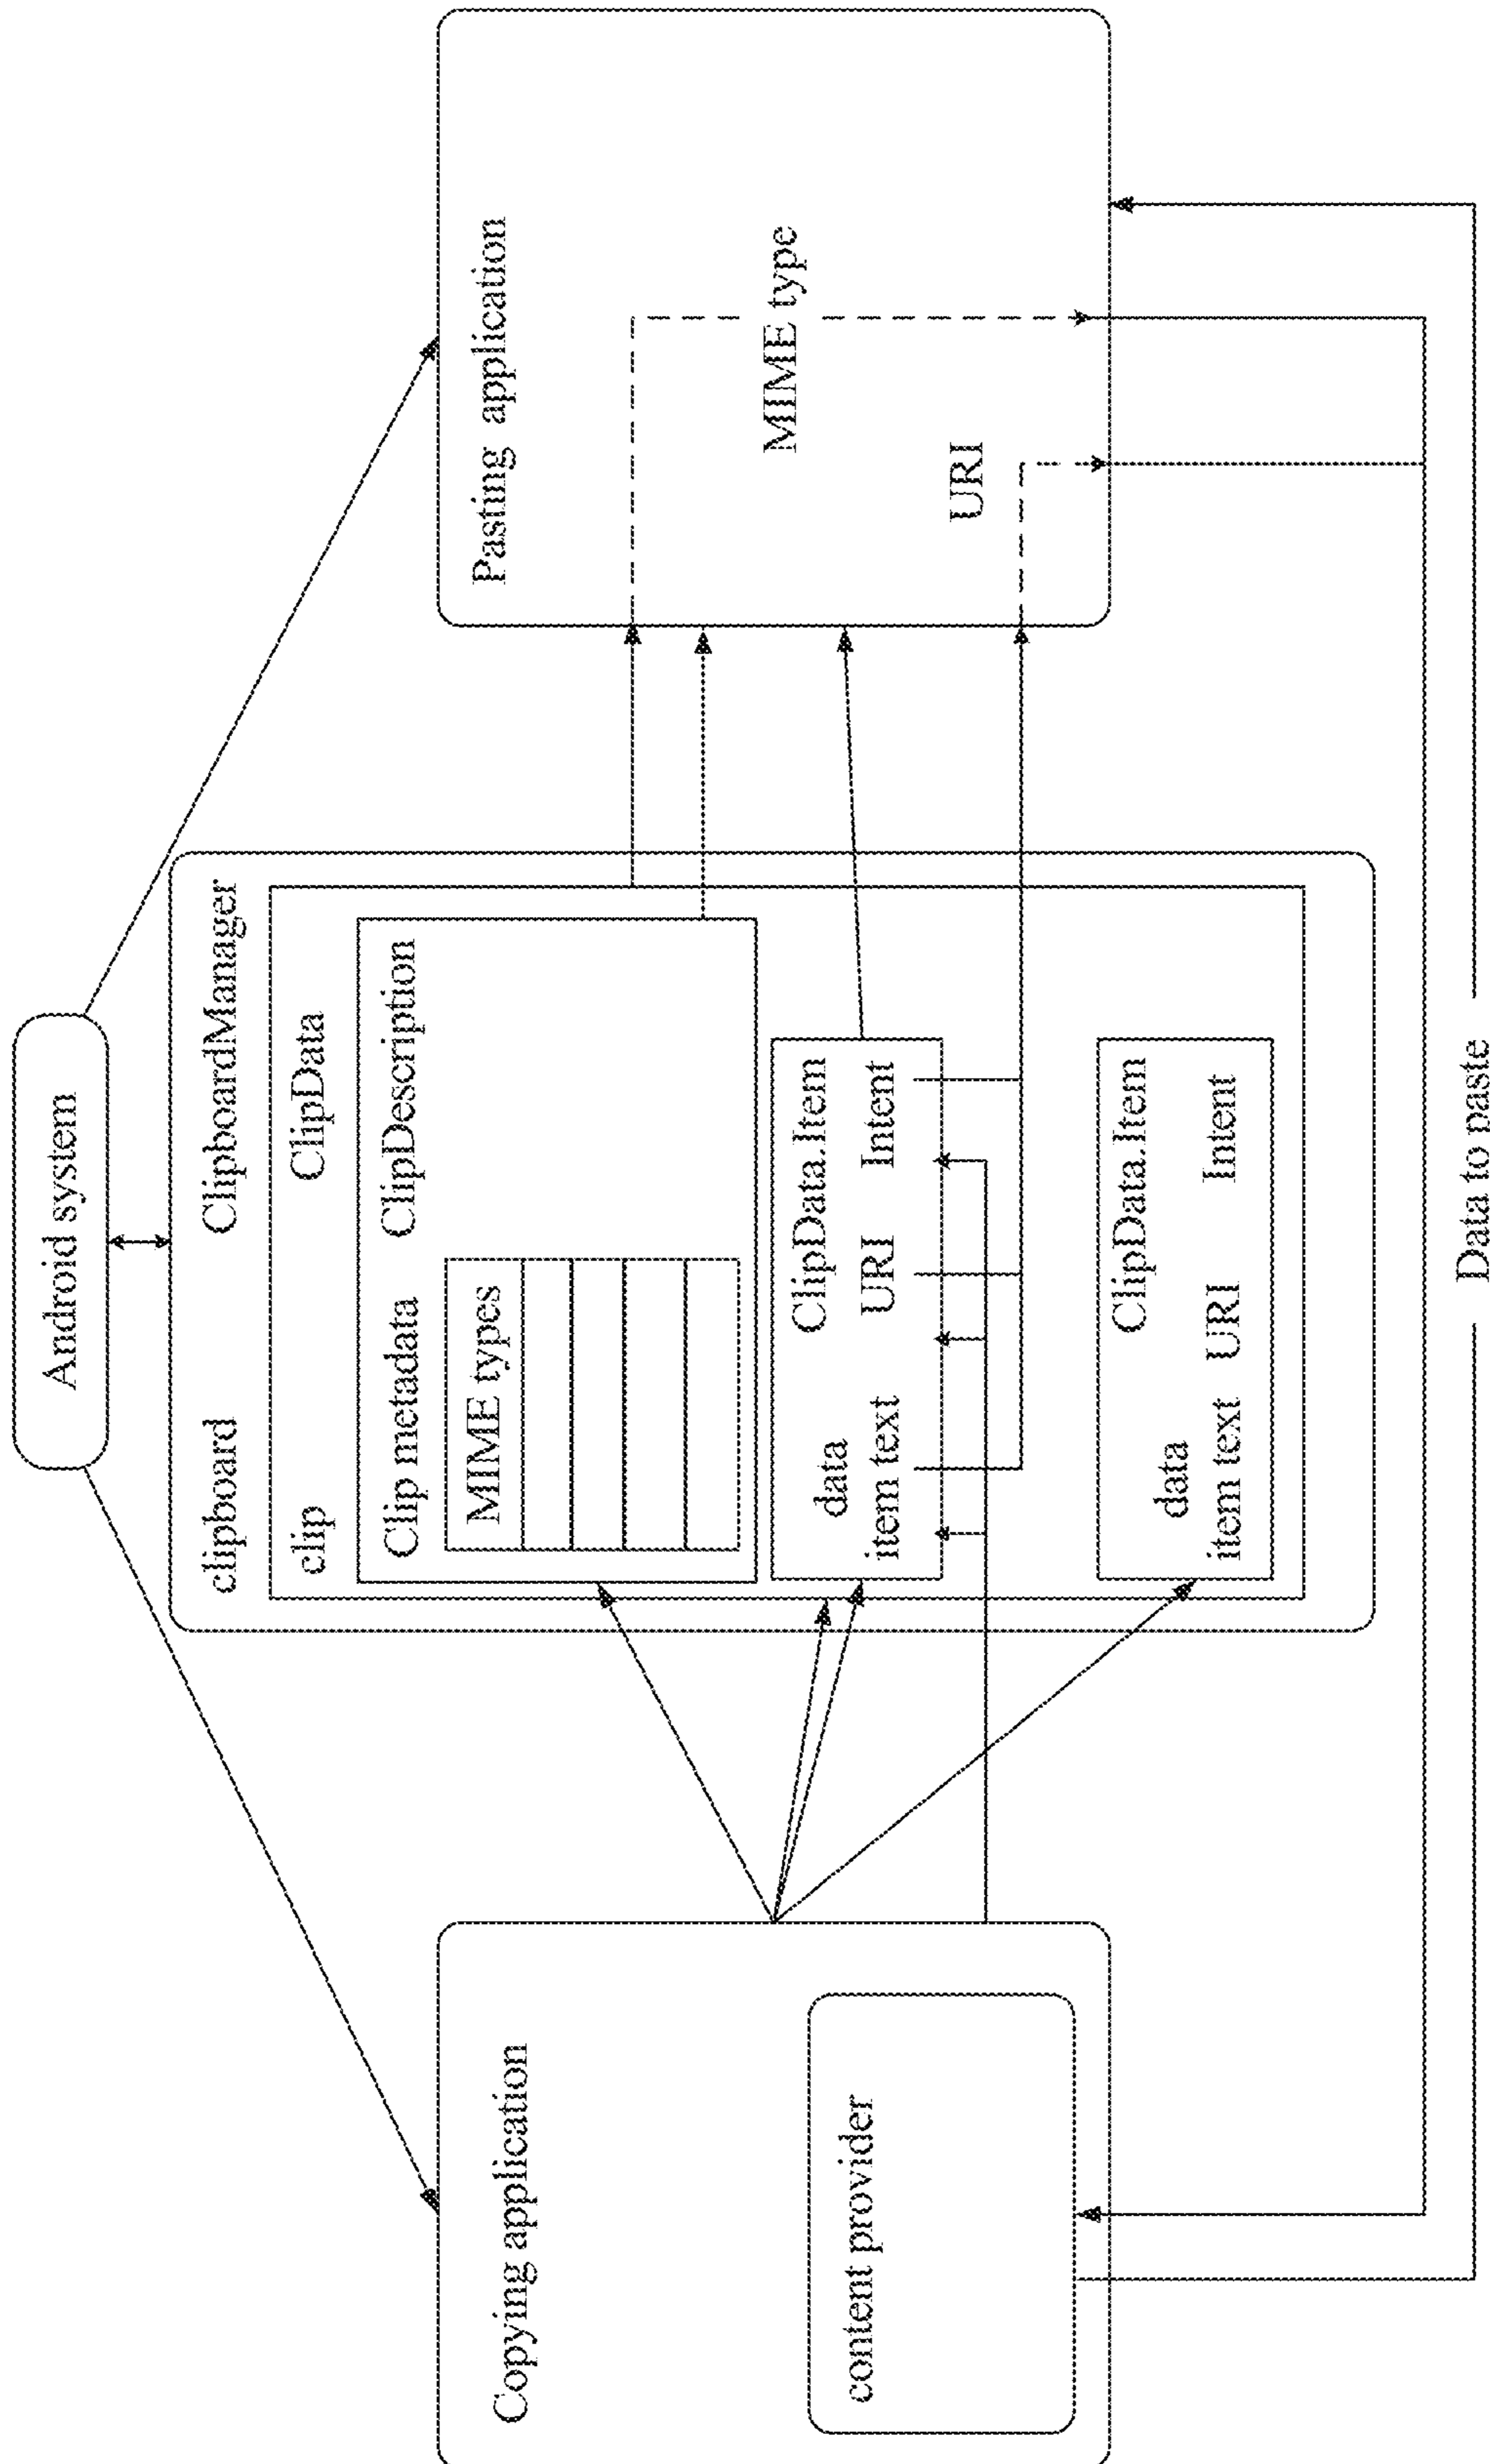 Android system
clipboard ClipboardManager
clip ClipData
Clip metadata ClipDescription
MIME types
data ClipData.Item
item text URI Intent
data ClipData.Item
item text URI Intent
Copying application
content provider
Pasting application
MIME type
URI
Data to paste